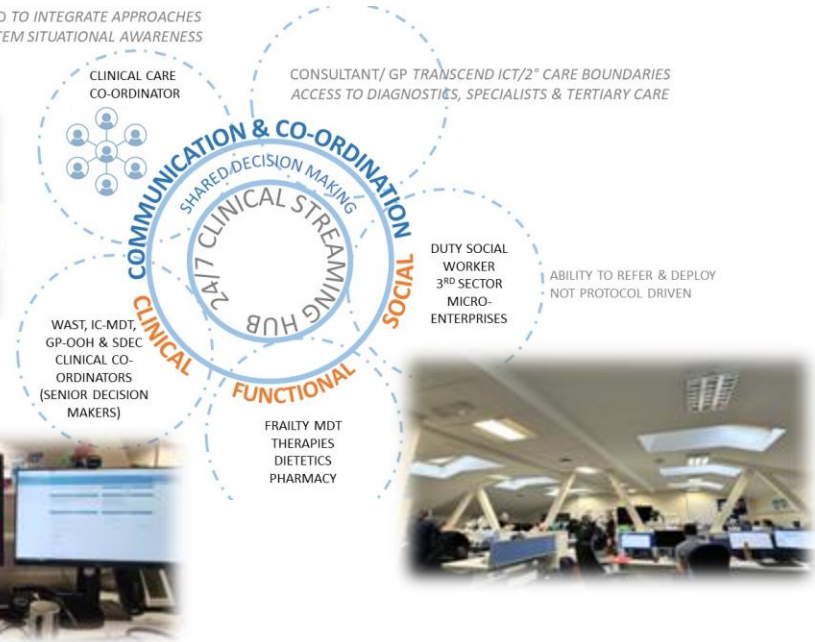 D TO INTEGRATE APPROACHES
TEM SITUATIONAL AWARENESS
CLINICAL CARE
CO-ORDINATOR
CONSULTANT/ GP TRANSCEND ICT/2° CARE BOUNDARIES
ACCESS TO DIAGNOSTICS, SPECIALISTS & TERTIARY CARE
COMMUNICATION & CO-ORDINATION
SHARED DECISION MAKING
24/7 CLINICAL STREAMING HUB
CLINICAL
FUNCTIONAL
SOCIAL
DUTY SOCIAL
WORKER
3RD SECTOR
MICRO-
ENTERPRISES
ABILITY TO REFER & DEPLOY
NOT PROTOCOL DRIVEN
WAST, IC-MDT,
GP-OOH & SDEC
CLINICAL CO-
ORDINATORS
(SENIOR DECISION
MAKERS)
FRAILTY MDT
THERAPIES
DIETETICS
PHARMACY